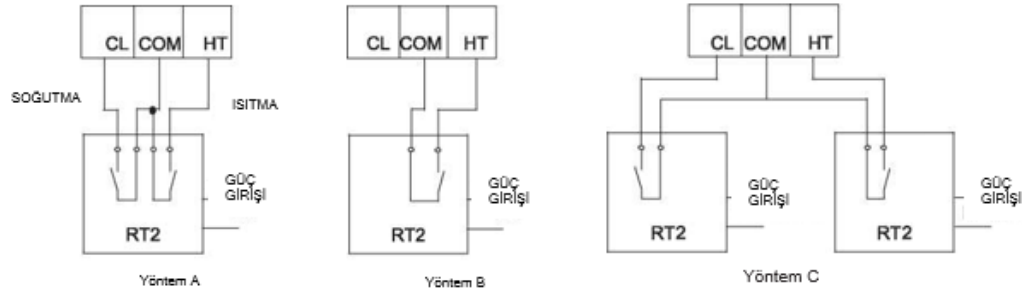 CL COM HT
SOĞUTMA
ISITMA
GÜÇ
GİRİŞİ
RT2
Yöntem A
CL COM HT
GÜÇ
GİRİŞİ
RT2
Yöntem B
CL COM HT
GÜÇ
GİRİŞİ
RT2
GÜÇ
GİRİŞİ
RT2
Yöntem C